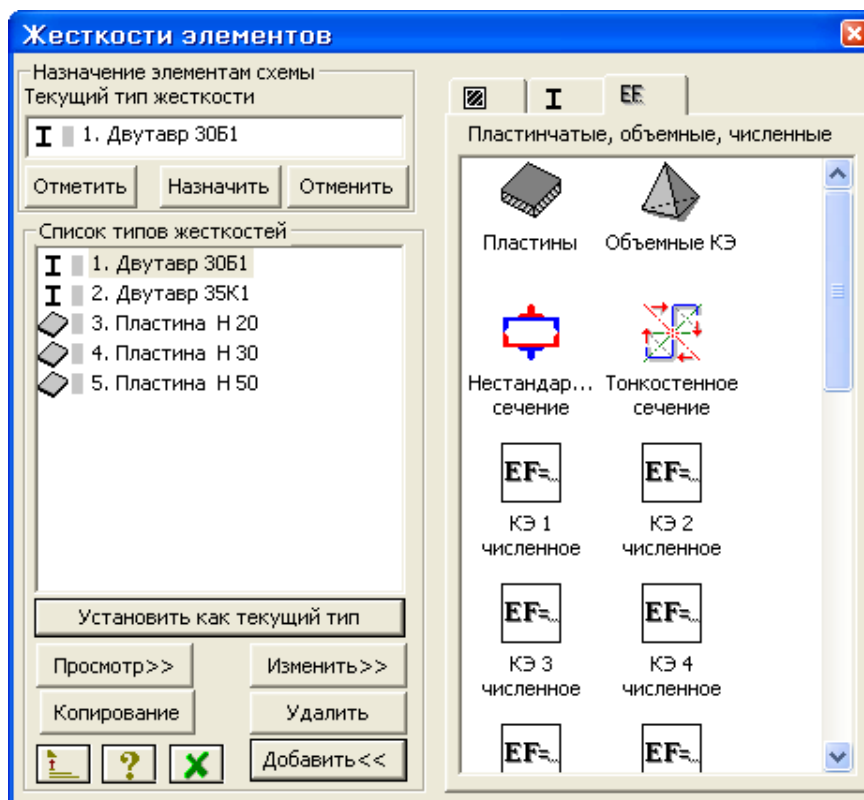 Жесткости элементов
Назначение элементам схемы
Текущий тип жесткости
1. Двутавр 30Б1
Отметить
Назначить
Отменить
Список типов жесткостей
1. Двутавр 30Б1
2. Двутавр 35К1
3. Пластина Н 20
4. Пластина Н 30
5. Пластина Н 50
Установить как текущий тип
Просмотр>>
Изменить>>
Копирование
Удалить
Добавить<<
EF
Пластинчатые, объемные, численные
Пластины
Объемные КЭ
Нестандар...
сечение
Тонкостенное
сечение
EF=...
КЭ 1
численное
EF=...
КЭ 2
численное
EF=...
КЭ 3
численное
EF=...
КЭ 4
численное
EF=...
EF=...